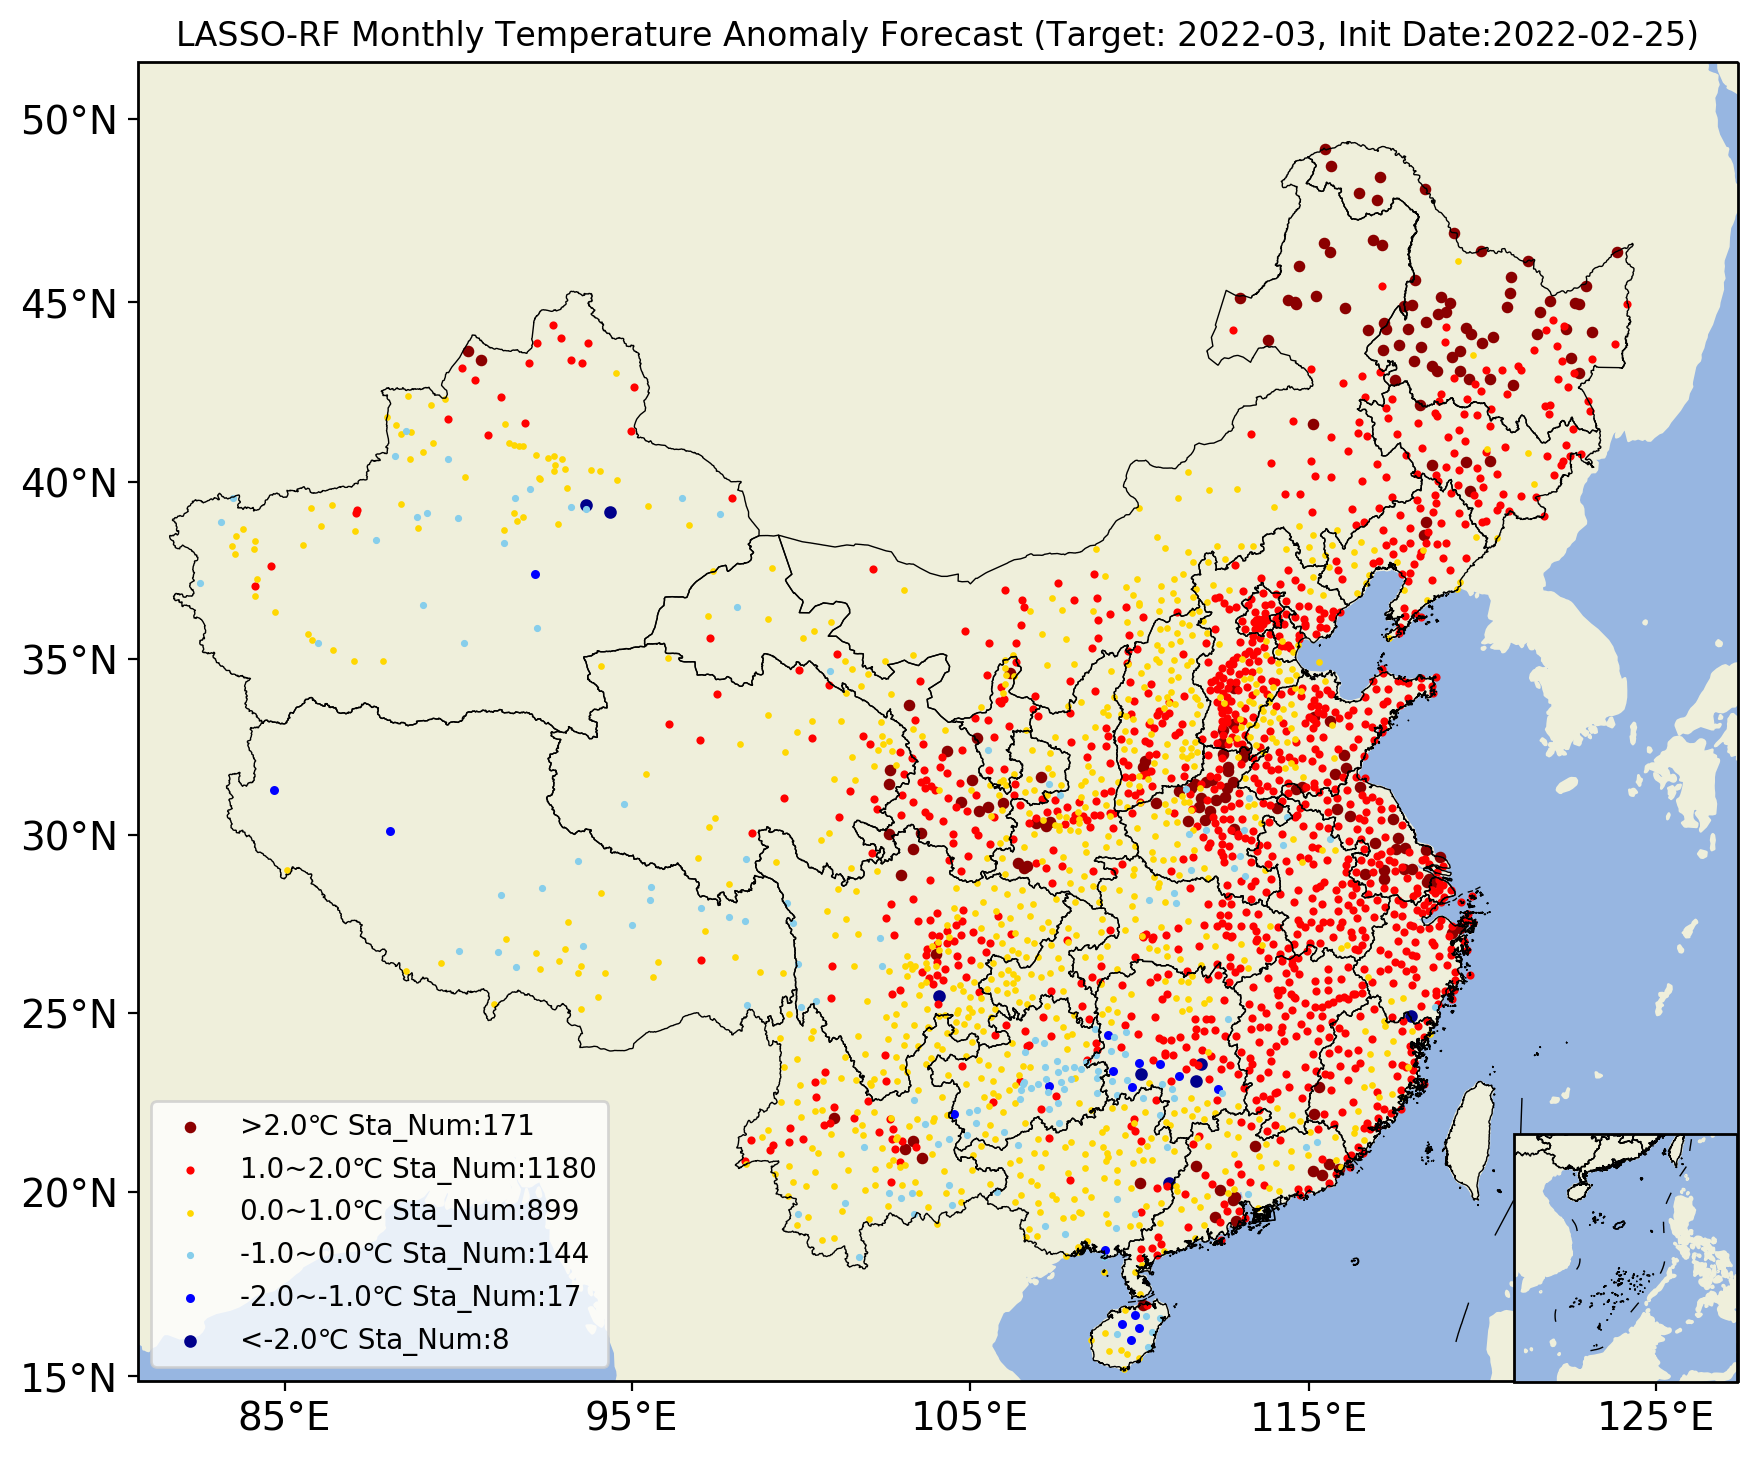 LASSO-RF Monthly Temperature Anomaly Forecast (Target: 2022-03, Init Date:2022-02-25)
50°N
45°N
40°N
35°N
30°N
25°N
20°N
15°N
>2.0℃ Sta_Num:171
1.0~2.0℃ Sta_Num:1180
0.0~1.0℃ Sta_Num:899
-1.0~0.0℃ Sta_Num:144
-2.0~-1.0℃ Sta_Num:17
<-2.0℃ Sta_Num:8
85°E
95°E
105°E
115°E
125°E